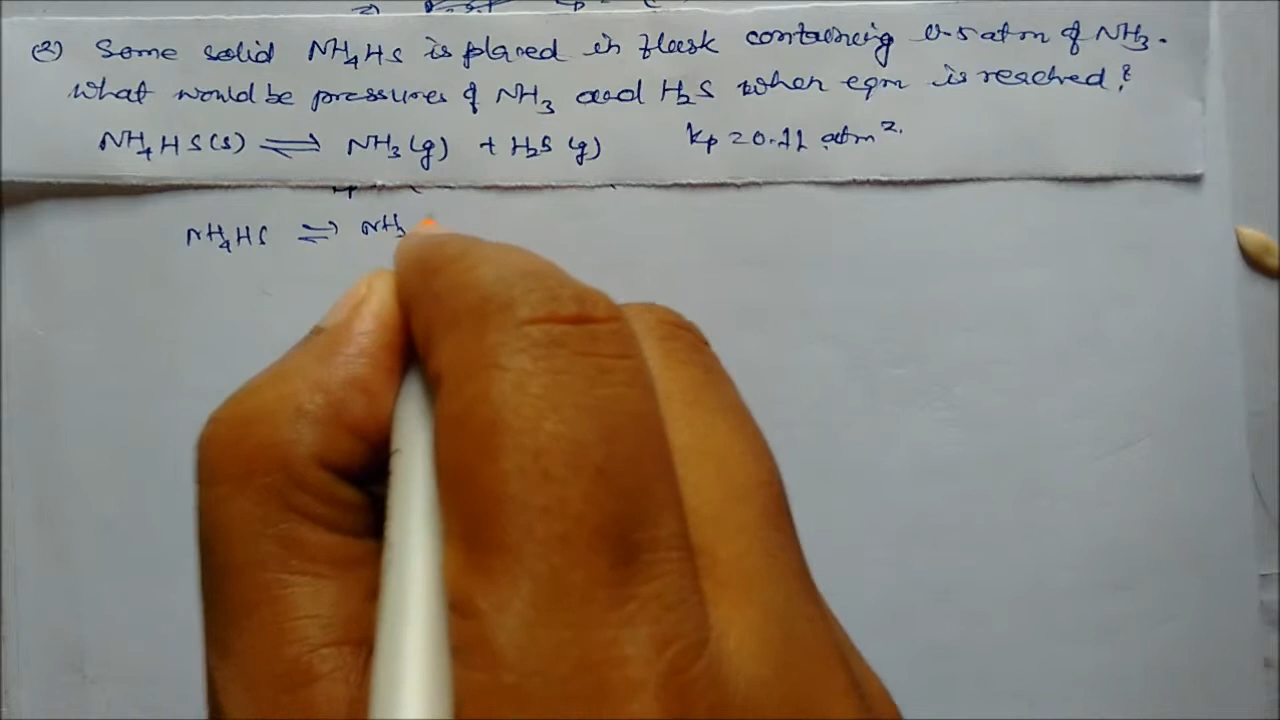 (2) Some solid NH₄HS is placed in flask containing 0.5 atm of NH₃.
What would be pressures of NH₃ and H₂S when eqm is reached?
NH₄HS(s) ⇌ NH₃(g) + H₂S(g) kp = 0.11 atm².
NH₄HS ⇌ NH₃